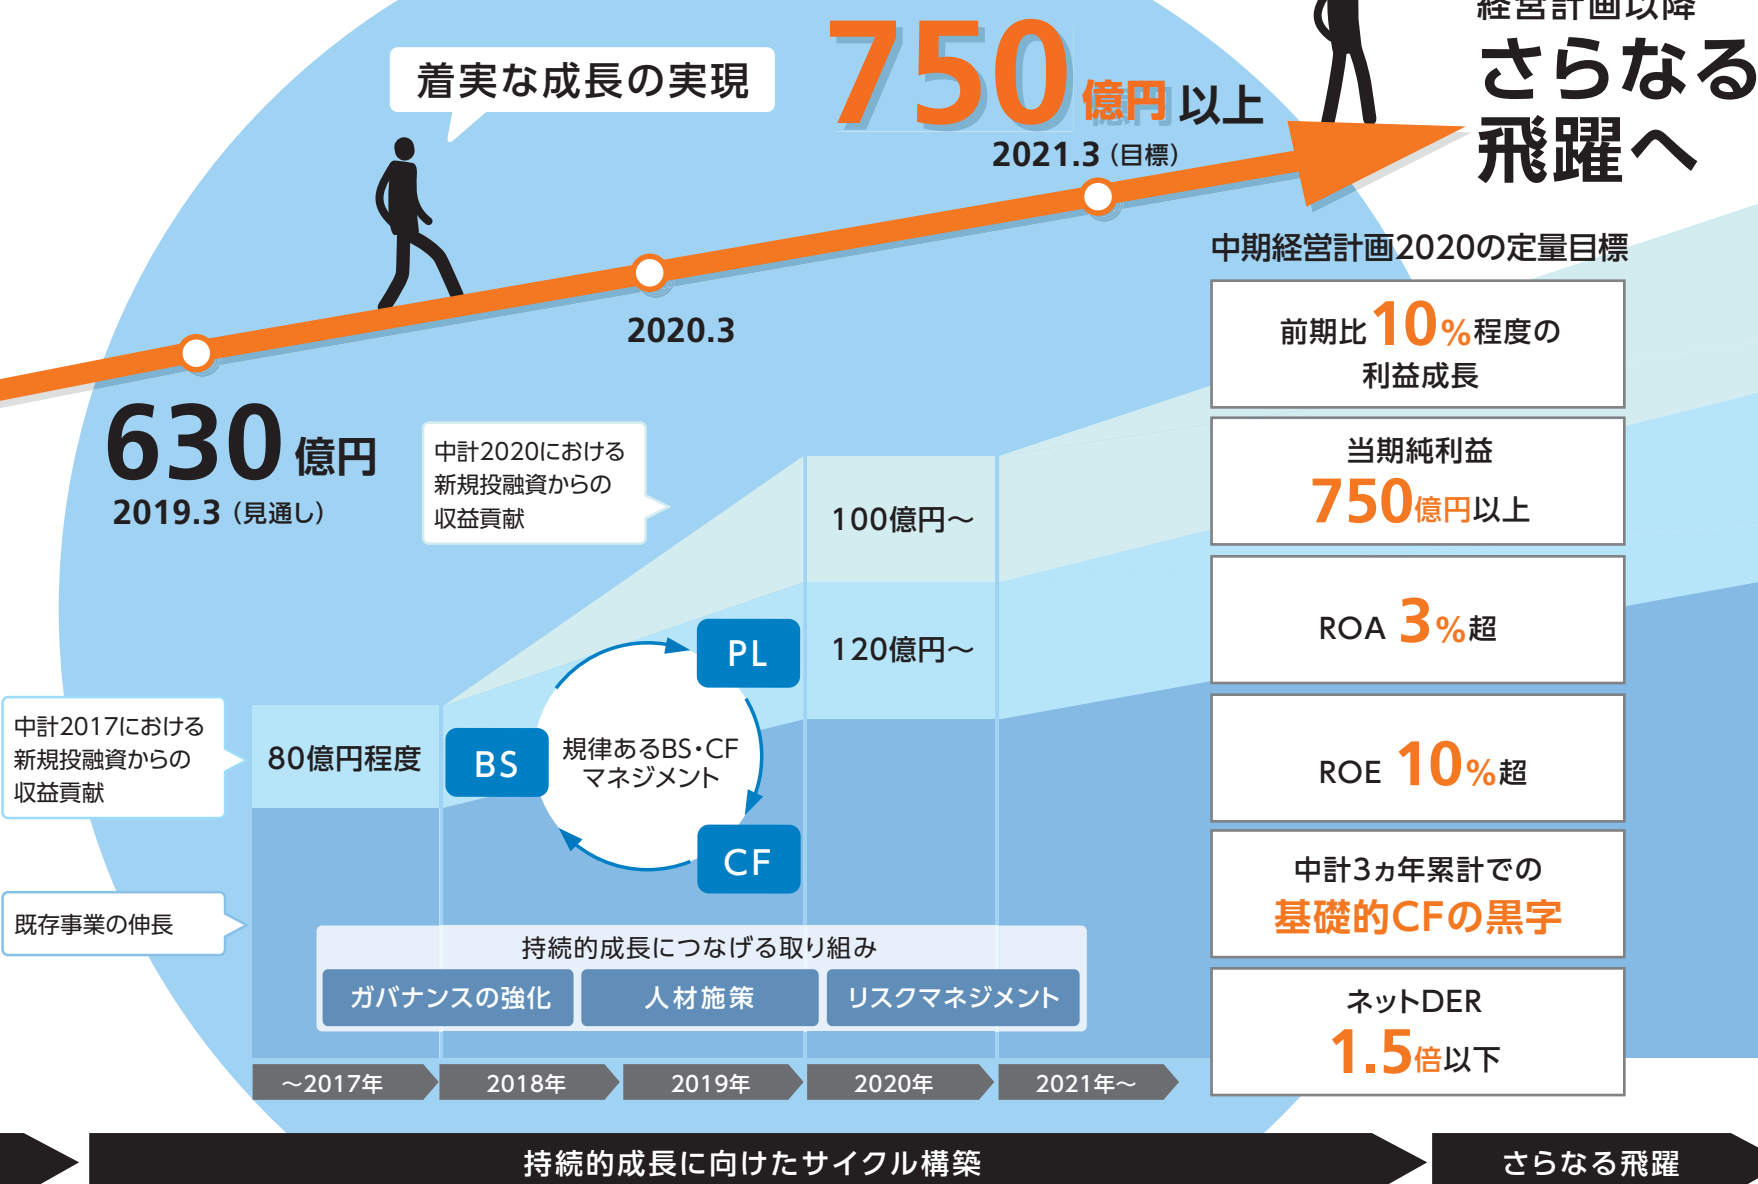 経営計画以降
さらなる
飛躍へ
着実な成長の実現
750億円以上
2021.3（目標）
2020.3
630億円
2019.3（見通し）
中期経営計画2020の定量目標
前期比10%程度の
利益成長
当期純利益
750億円以上
ROA 3%超
ROE 10%超
中計3ヵ年累計での
基礎的CFの黒字
ネットDER
1.5倍以下
中計2020における
新規投融資からの
収益貢献
100億円～
120億円～
中計2017における
新規投融資からの
収益貢献
80億円程度
PL
BS
規律あるBS・CF
マネジメント
CF
既存事業の伸長
持続的成長につなげる取り組み
ガバナンスの強化
人材施策
リスクマネジメント
～2017年
2018年
2019年
2020年
2021年～
持続的成長に向けたサイクル構築
さらなる飛躍